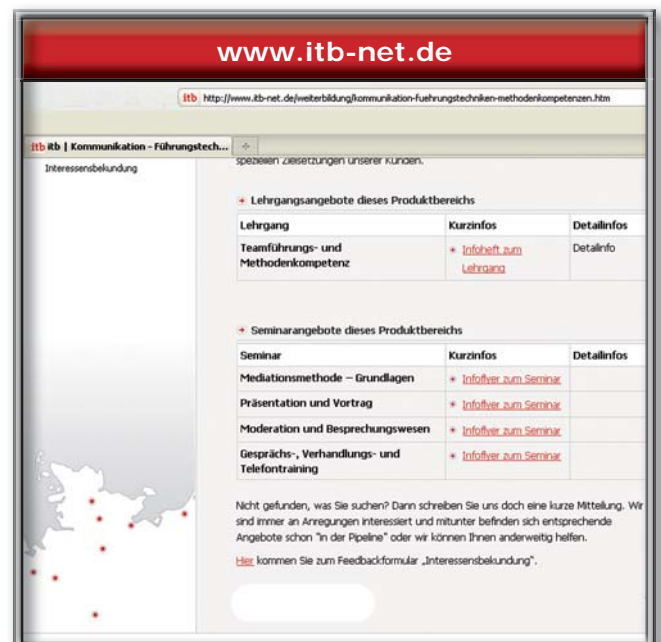 www.itb-net.de
itb http://www.itb-net.de/weiterbildung/kommunikation-fuehrungstechniken-methodenkompetenzen.htm
itb itb | Kommunikation - Führungstech...
Interessensbekundung
speziellen Zielsetzungen unserer Kunden.
Lehrgangsangebote dieses Produktbereichs
Lehrgang Kurzinfos Detailinfos
Teamführungs- und Infoheft zum Detailinfo
Methodenkompetenz Lehrgang
Seminarangebote dieses Produktbereichs
Seminar Kurzinfos Detailinfos
Mediationsmethode – Grundlagen Infoflyer zum Seminar
Präsentation und Vortrag Infoflyer zum Seminar
Moderation und Besprechungswesen Infoflyer zum Seminar
Gesprächs-, Verhandlungs- und Infoflyer zum Seminar
Telefontraining
Nicht gefunden, was Sie suchen? Dann schreiben Sie uns doch eine kurze Mitteilung. Wir
sind immer an Anregungen interessiert und mitunter befinden sich entsprechende
Angebote schon "in der Pipeline" oder wir können Ihnen anderweitig helfen.
Hier kommen Sie zum Feedbackformular „Interessensbekundung“.